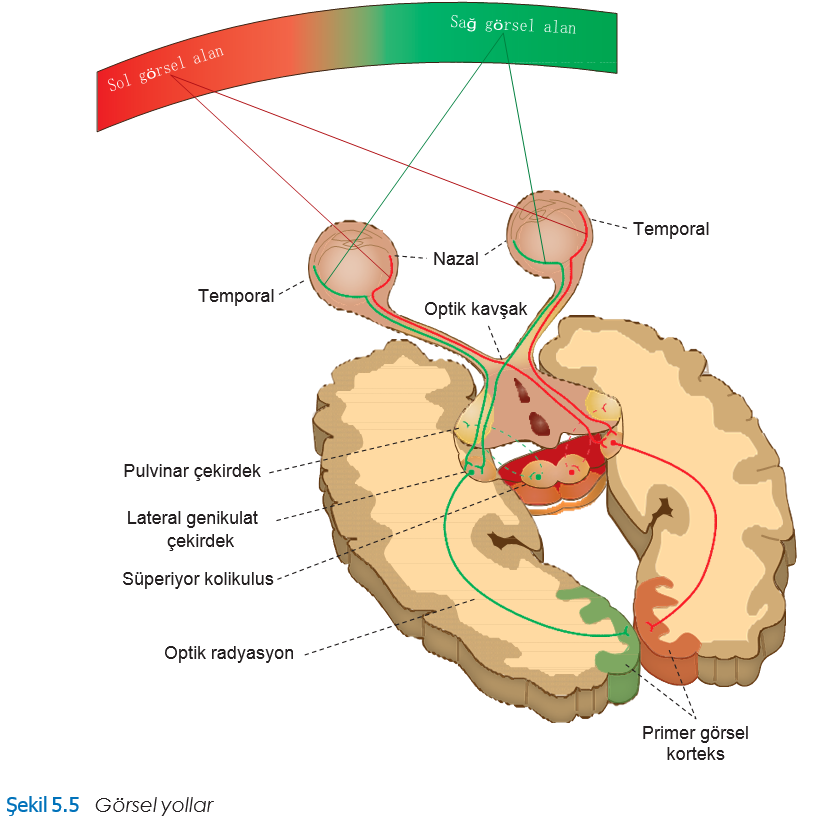 Sol görsel alan
Sağ görsel alan
Temporal
Nazal
Temporal
Optik kavşak
Pulvinar çekirdek
Lateral genikulat
çekirdek
Süperiyor kolikulus
Optik radyasyon
Primer görsel
korteks
Şekil 5.5 Görsel yollar